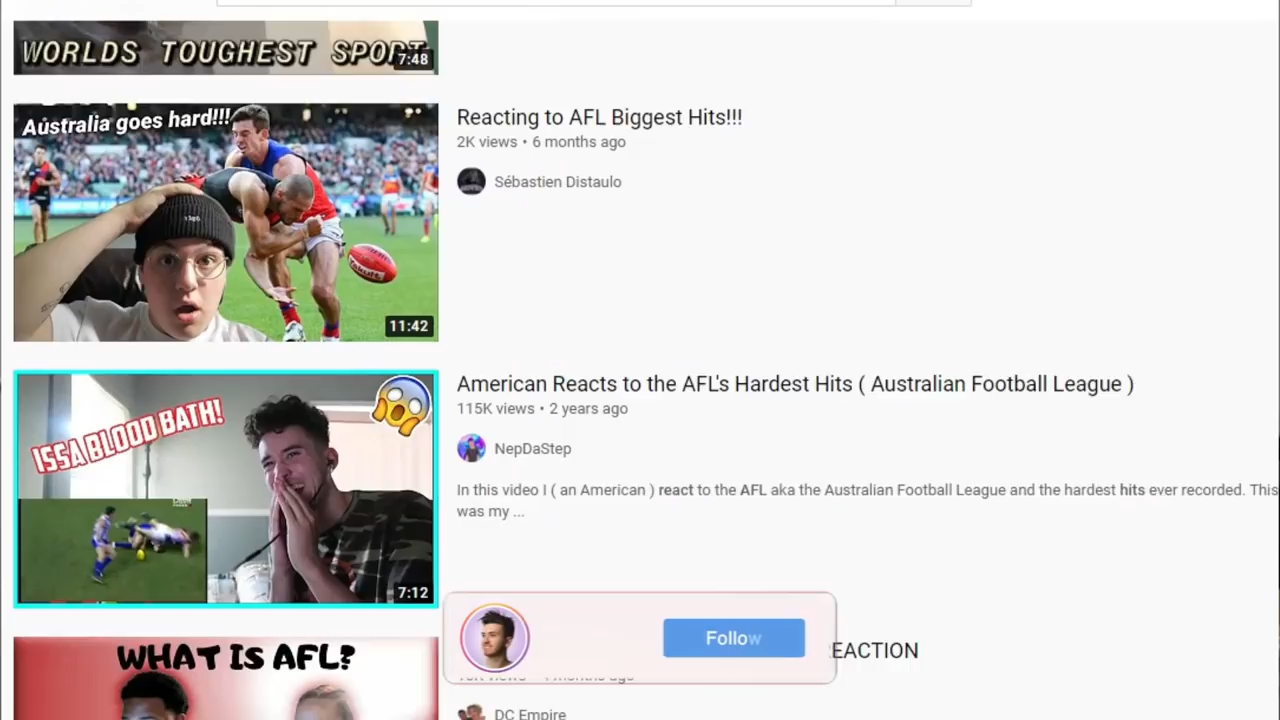 WORLDS TOUGHEST SPORT
7:48
Australia goes hard!!!
Yakult
11:42
Reacting to AFL Biggest Hits!!!
2K views • 6 months ago
Sébastien Distaulo
ISSA BLOOD BATH!
7:12
American Reacts to the AFL's Hardest Hits ( Australian Football League )
115K views • 2 years ago
NepDaStep
In this video I ( an American ) react to the AFL aka the Australian Football League and the hardest hits ever recorded. This
was my ...
WHAT IS AFL?
Follow
EACTION
DC Empire